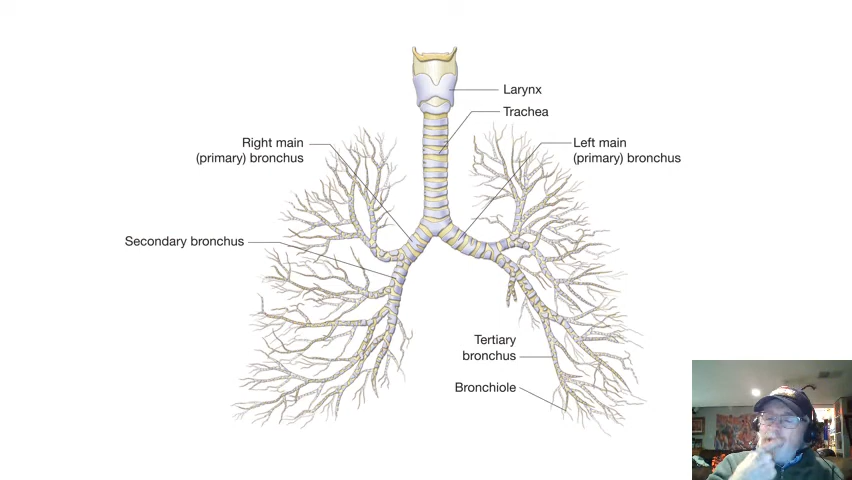 Larynx
Trachea
Right main
(primary) bronchus
Left main
(primary) bronchus
Secondary bronchus
Tertiary
bronchus
Bronchiole